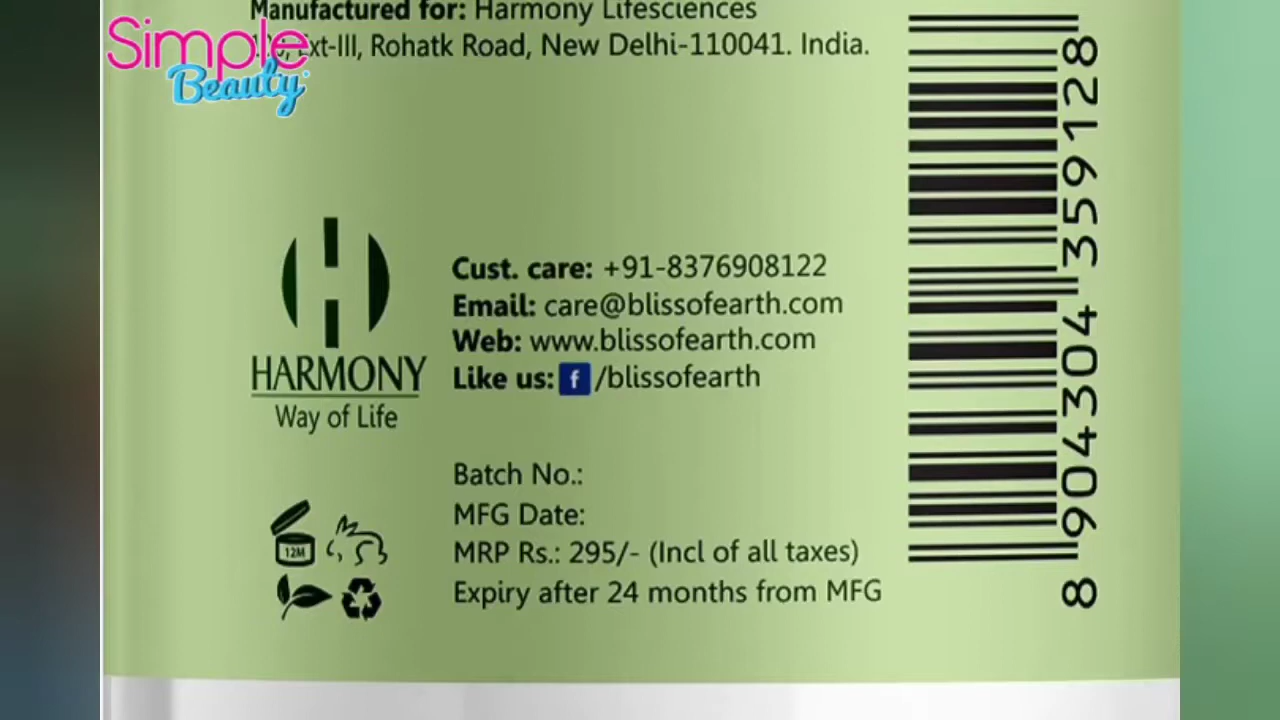 Simple
Beauty
Manufactured for: Harmony Lifesciences
Ext-III, Rohatk Road, New Delhi-110041. India.
HARMONY
Way of Life
Cust. care: +91-8376908122
Email: care@blissofearth.com
Web: www.blissofearth.com
Like us: f /blissofearth
12M
Batch No.:
MFG Date:
MRP Rs.: 295/- (Incl of all taxes)
Expiry after 24 months from MFG
8 904304 359128